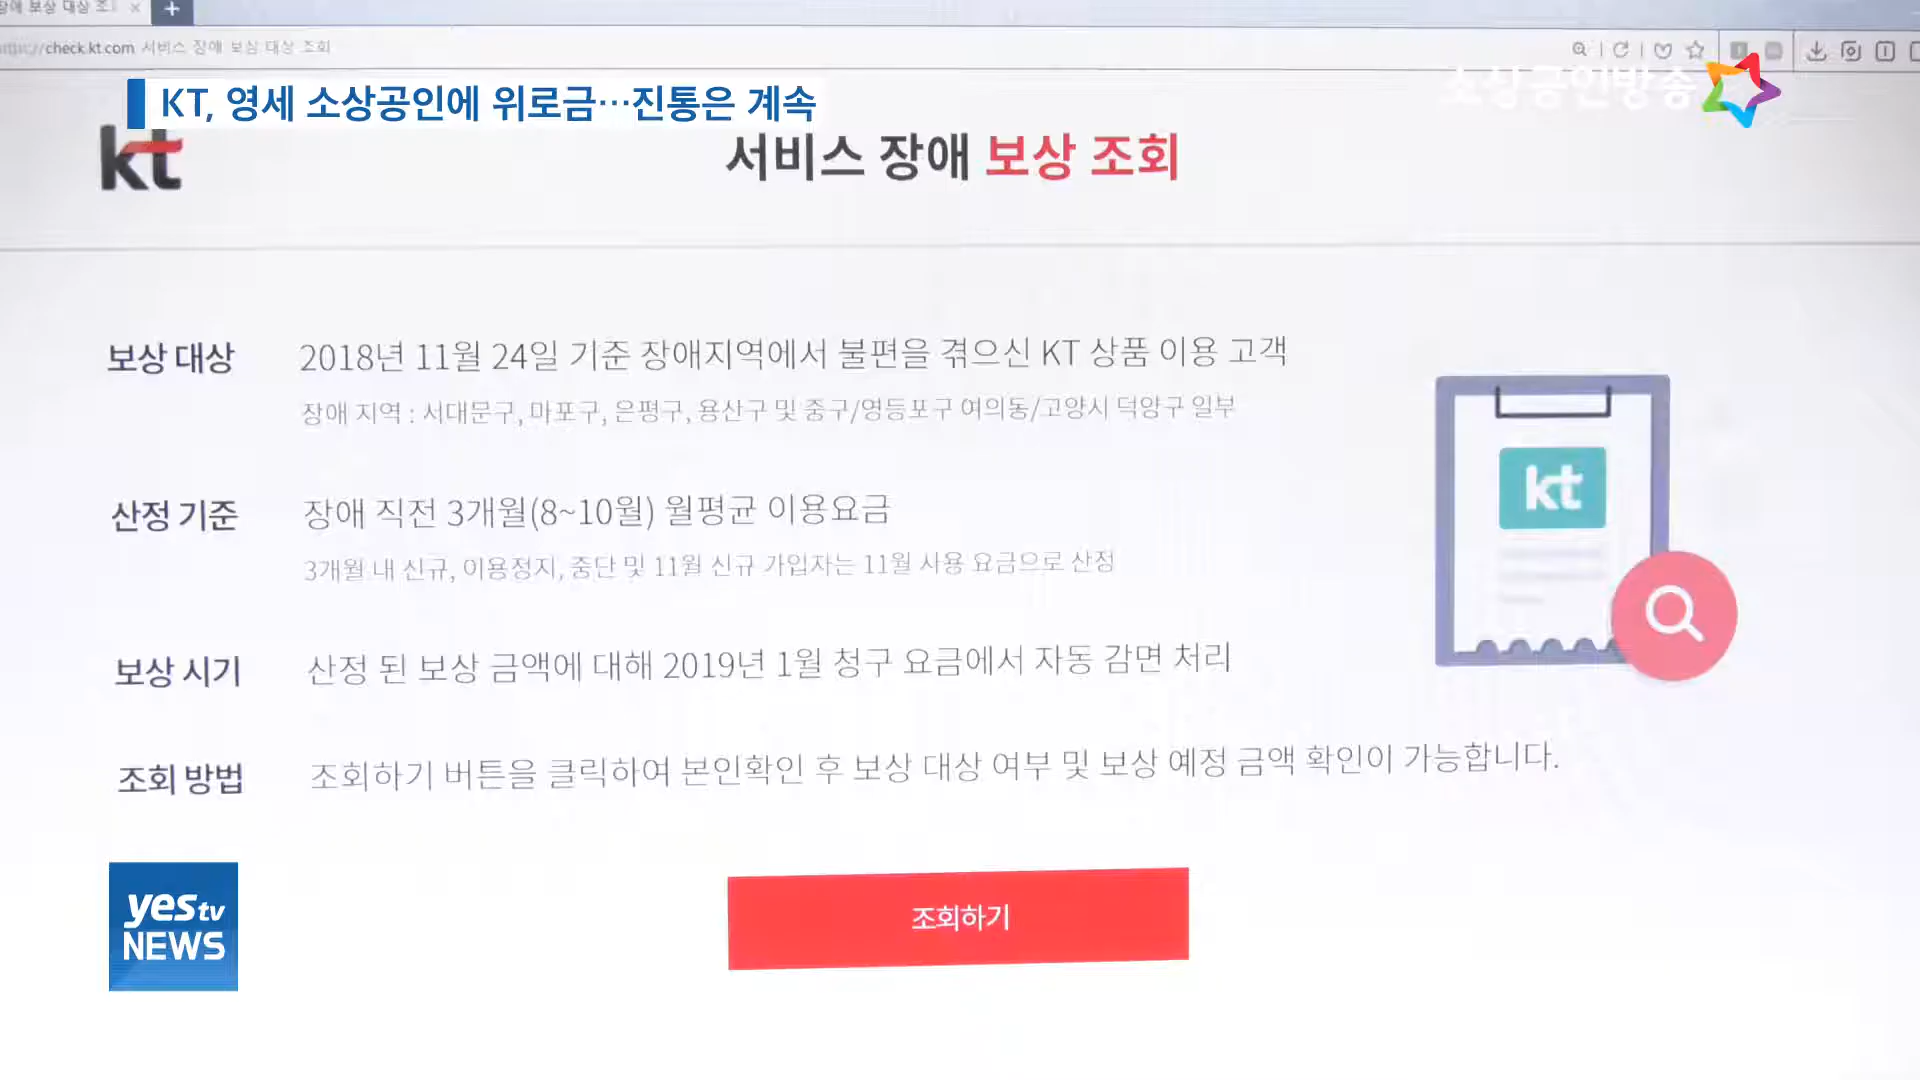 장애 보상 대상 조회
check.kt.com 서비스 장애 보상 대상 조회
KT, 영세 소상공인에 위로금…진통은 계속
소상공인방송
kt
서비스 장애 보상 조회
보상 대상 2018년 11월 24일 기준 장애지역에서 불편을 겪으신 KT 상품 이용 고객
장애 지역 : 서대문구, 마포구, 은평구, 용산구 및 중구/영등포구 여의동/고양시 덕양구 일부
kt
산정 기준 장애 직전 3개월(8~10월) 월평균 이용요금
3개월 내 신규, 이용정지, 중단 및 11월 신규 가입자는 11월 사용 요금으로 산정
보상 시기 산정 된 보상 금액에 대해 2019년 1월 청구 요금에서 자동 감면 처리
조회 방법 조회하기 버튼을 클릭하여 본인확인 후 보상 대상 여부 및 보상 예정 금액 확인이 가능합니다.
yes tv
NEWS
조회하기